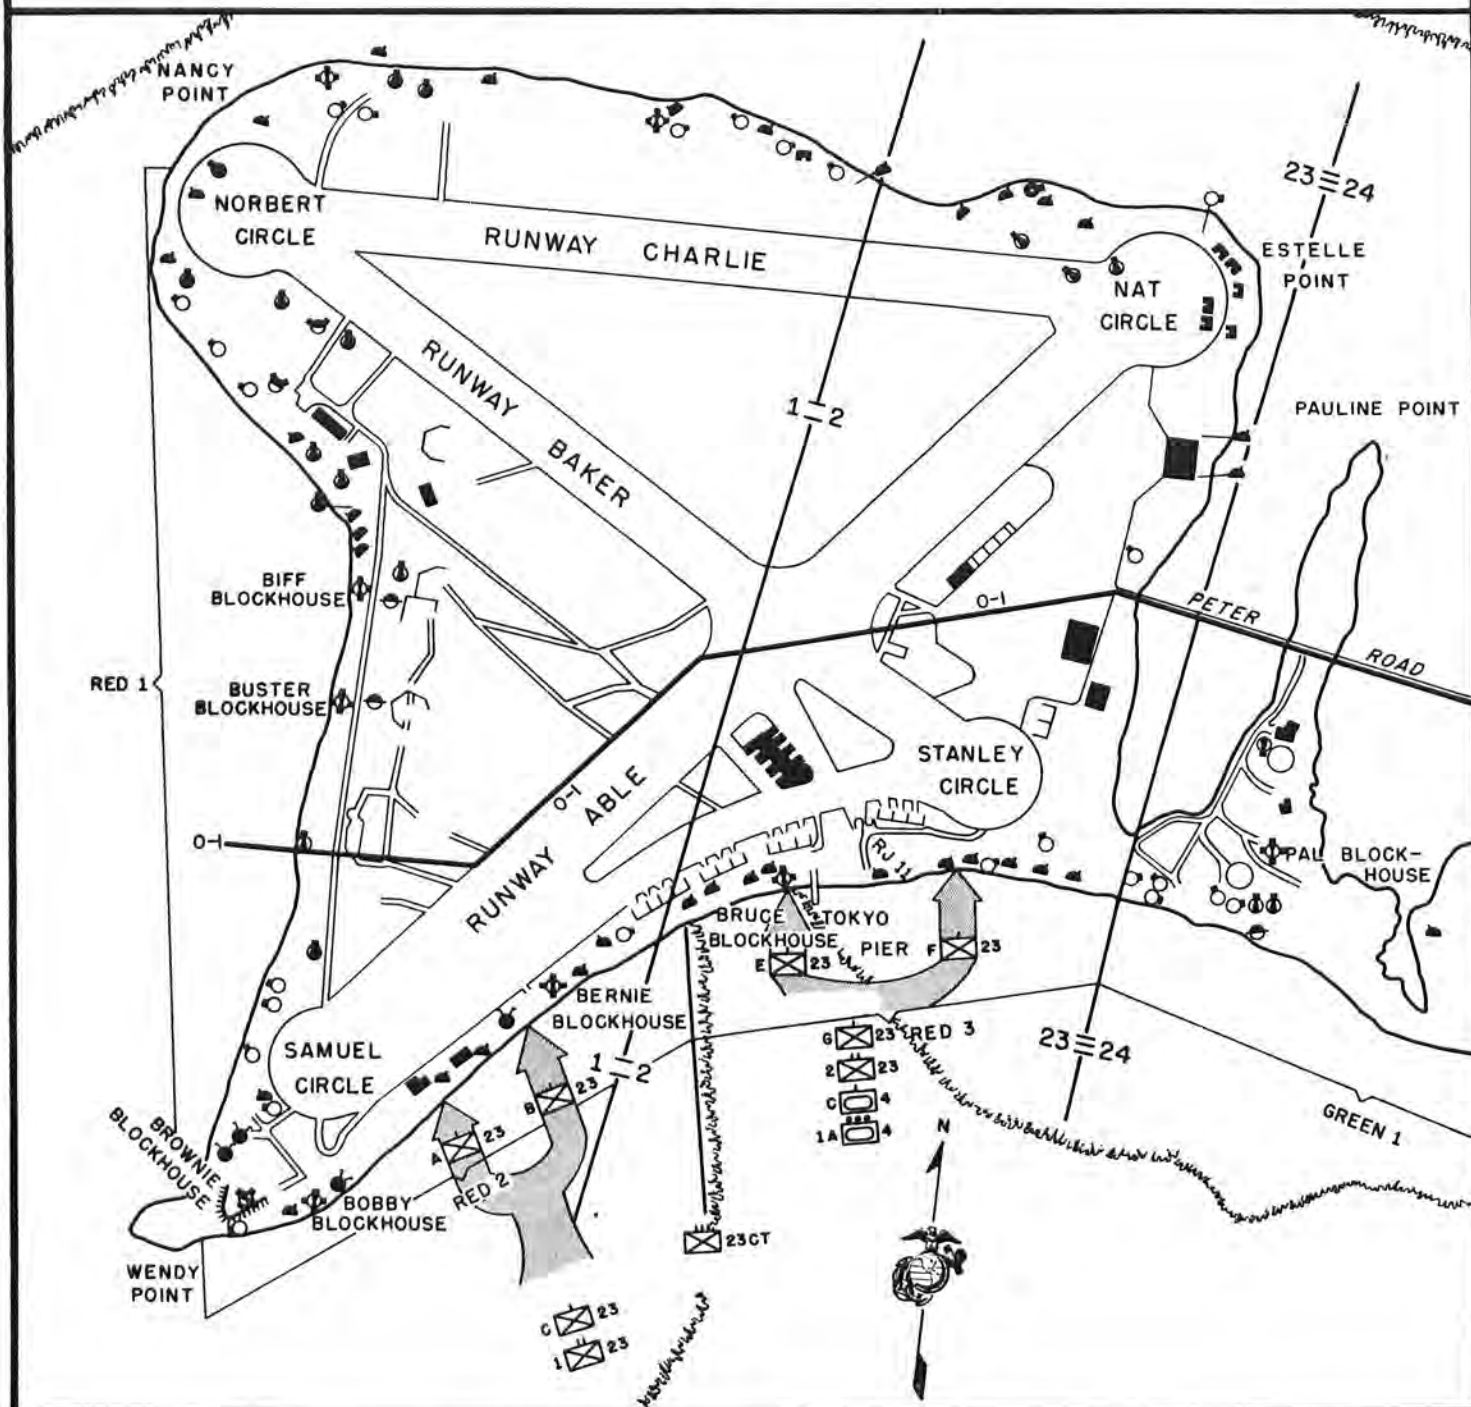 NANCY
POINT
23 24
NORBERT
CIRCLE
RUNWAY CHARLIE
ESTELLE
POINT
NAT
CIRCLE
RUNWAY
BAKER
1 2
PAULINE POINT
BIFF
BLOCKHOUSE
O-1
PETER
ROAD
RED 1
BUSTER
BLOCKHOUSE
STANLEY
CIRCLE
O-1
RUNWAY ABLE
O-1
RJ 11
PAL BLOCK-
HOUSE
BRUCE
BLOCKHOUSE
TOKYO
PIER
E 23
F 23
BERNIE
BLOCKHOUSE
SAMUEL
CIRCLE
1 2
G 23
RED 3
23 24
2 23
B 23
C 4
1A 4
GREEN 1
BROWNIE
BLOCKHOUSE
A 23
RED 2
N
BOBBY
BLOCKHOUSE
23CT
WENDY
POINT
C 23
1 23